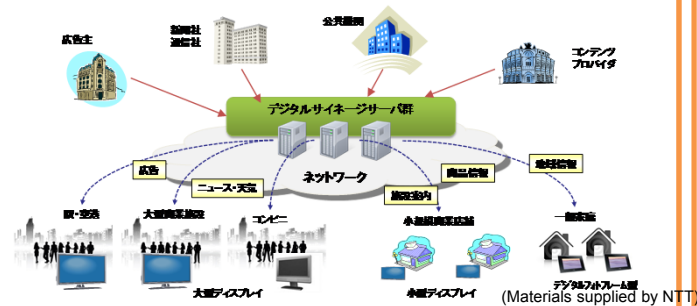 広告主
新聞社
通信社
公共機関
コンテンツ
プロバイダ
デジタルサイネージサーバ群
ネットワーク
広告
ニュース・天気
施設案内
商品情報
地域情報
駅・空港
大型商業施設
コンビニ
小規模商業店舗
一般家庭
大型ディスプレイ
小型ディスプレイ
デジタルフォトフレーム型
(Materials supplied by NTT)